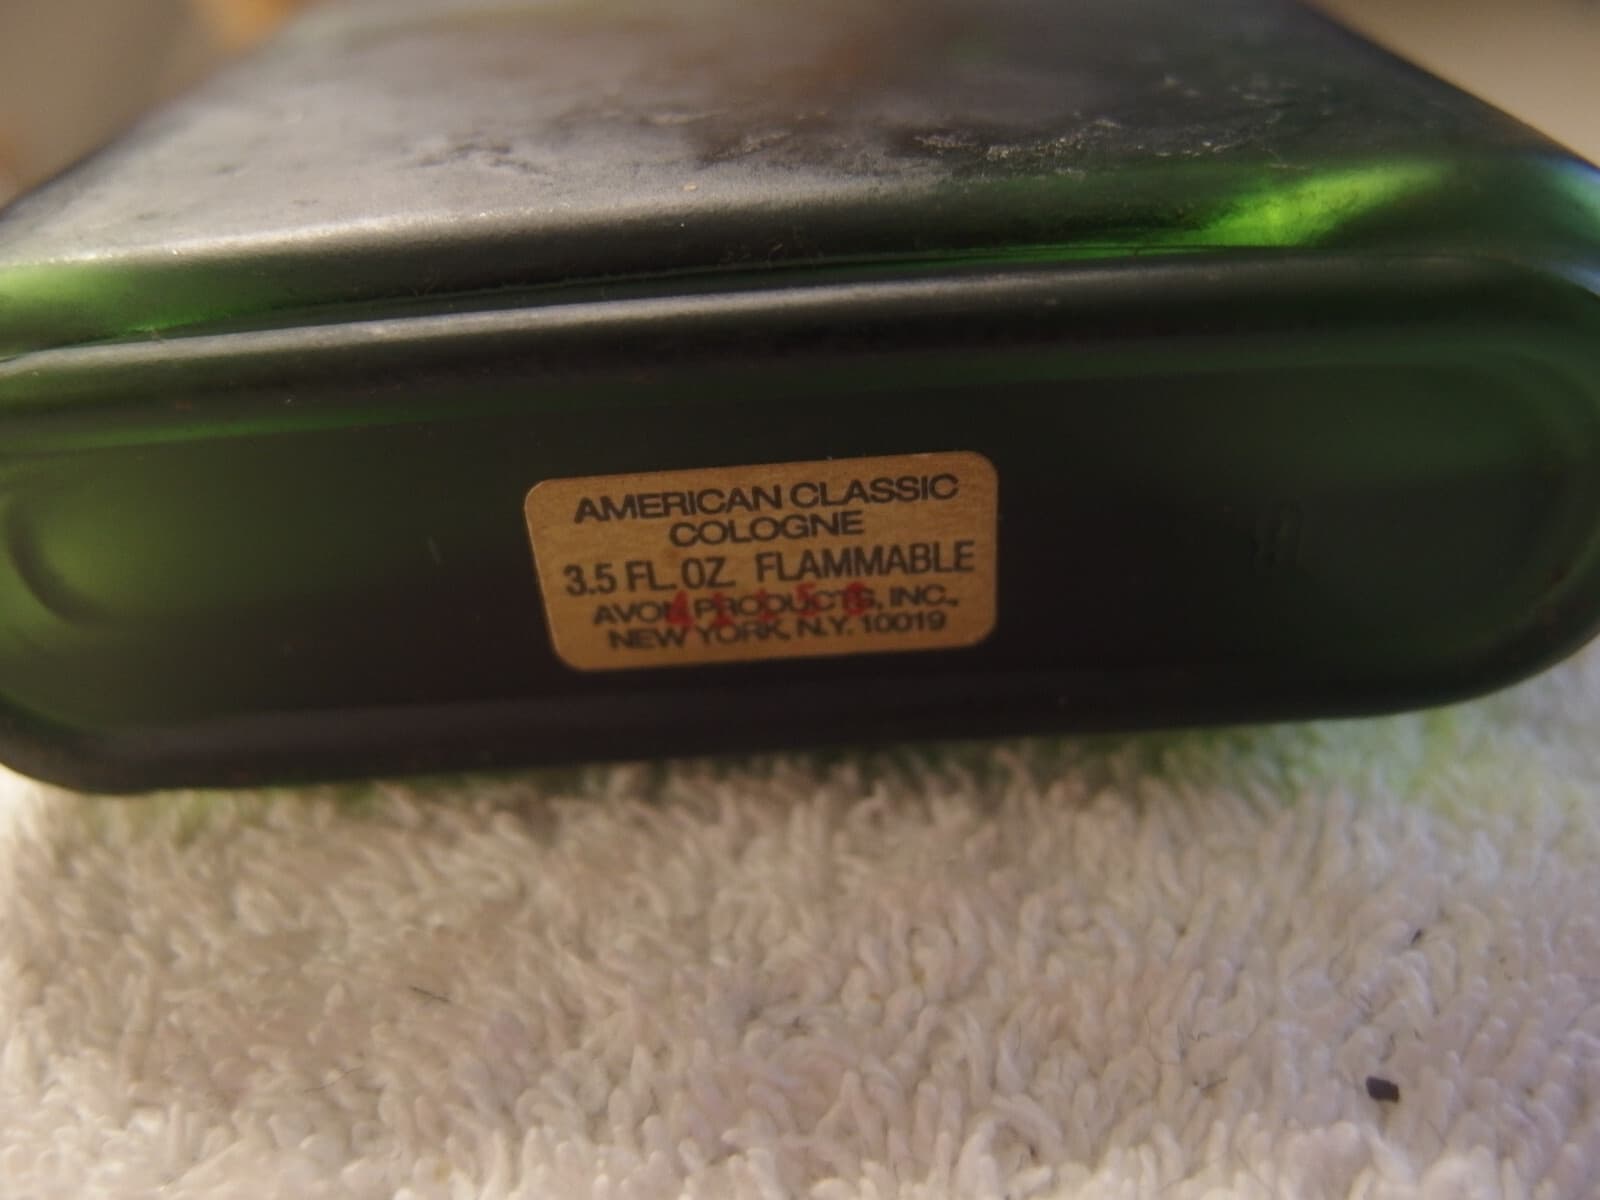 AMERICAN CLASSIC
COLOGNE
3.5 FL. OZ. FLAMMABLE
AVON PRODUCTS, INC.,
NEW YORK, N.Y. 10019